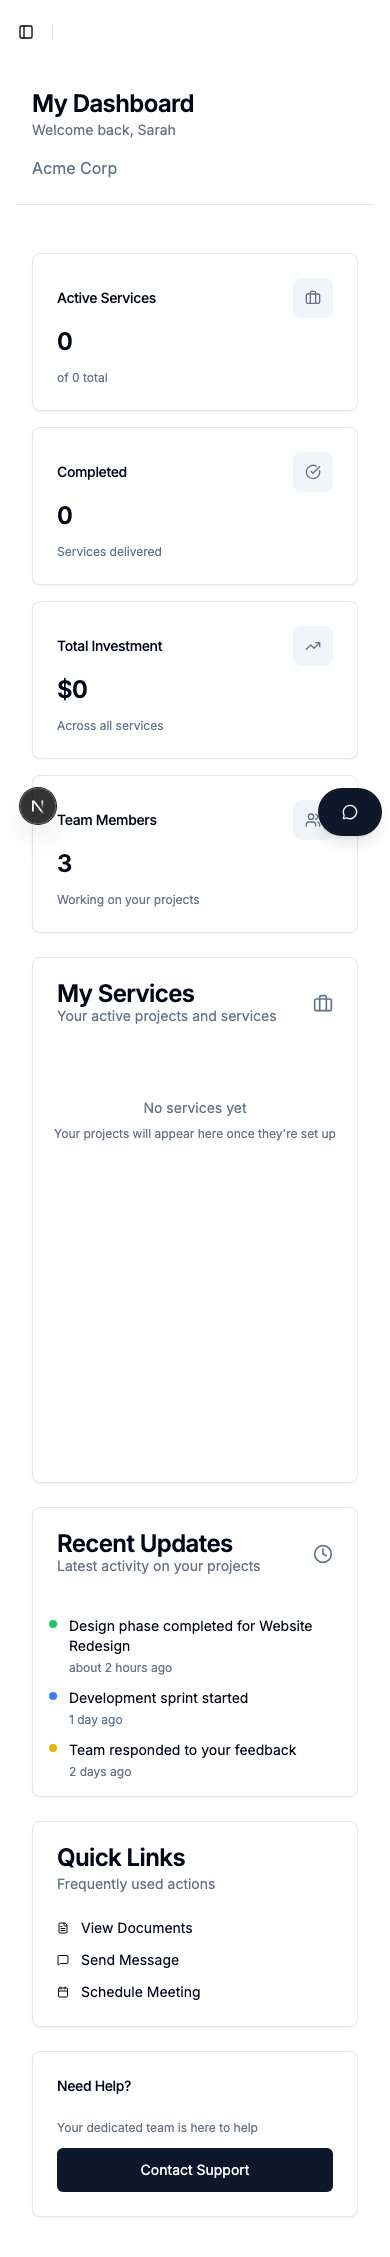 My Dashboard
Welcome back, Sarah
Acme Corp
Active Services
0
of 0 total
Completed
0
Services delivered
Total Investment
$0
Across all services
N
Team Members
3
Working on your projects
My Services
Your active projects and services
No services yet
Your projects will appear here once they're set up
Recent Updates
Latest activity on your projects
Design phase completed for Website
Redesign
about 2 hours ago
Development sprint started
1 day ago
Team responded to your feedback
2 days ago
Quick Links
Frequently used actions
View Documents
Send Message
Schedule Meeting
Need Help?
Your dedicated team is here to help
Contact Support